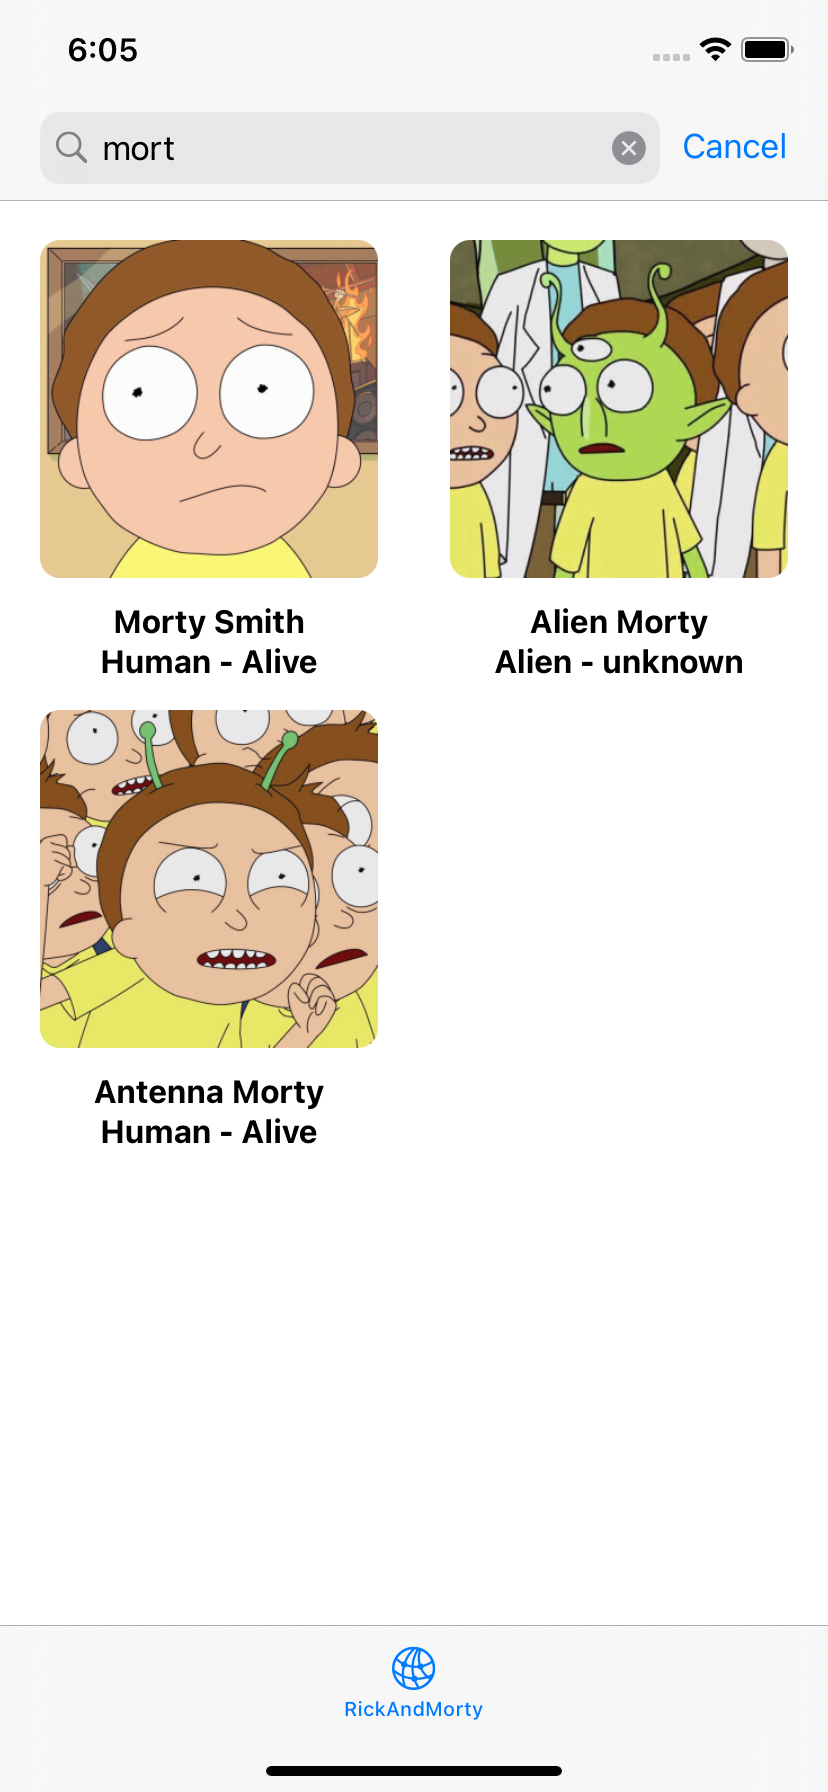 6:05
mort
Cancel
Morty Smith
Human - Alive
Alien Morty
Alien - unknown
Antenna Morty
Human - Alive
RickAndMorty